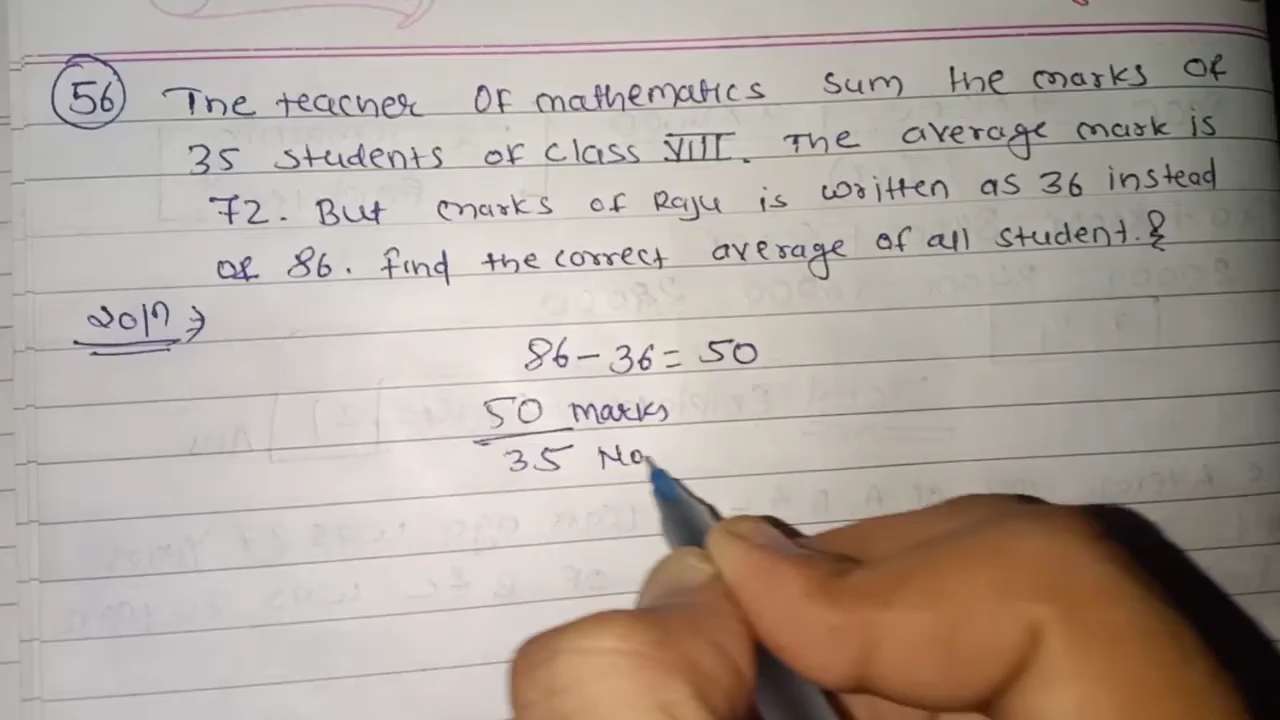 56 The teacher of mathematics sum the marks of
35 students of class VIII. The average mark is
72. But marks of Raju is written as 36 instead
of 86. find the correct average of all student.?
2017
86 - 36 = 50
50 marks
35 No